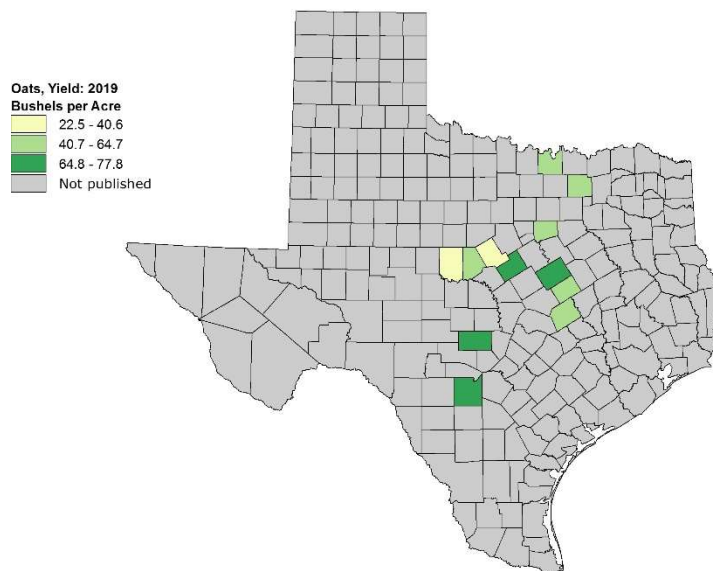 Oats, Yield: 2019
Bushels per Acre
22.5 - 40.6
40.7 - 64.7
64.8 - 77.8
Not published